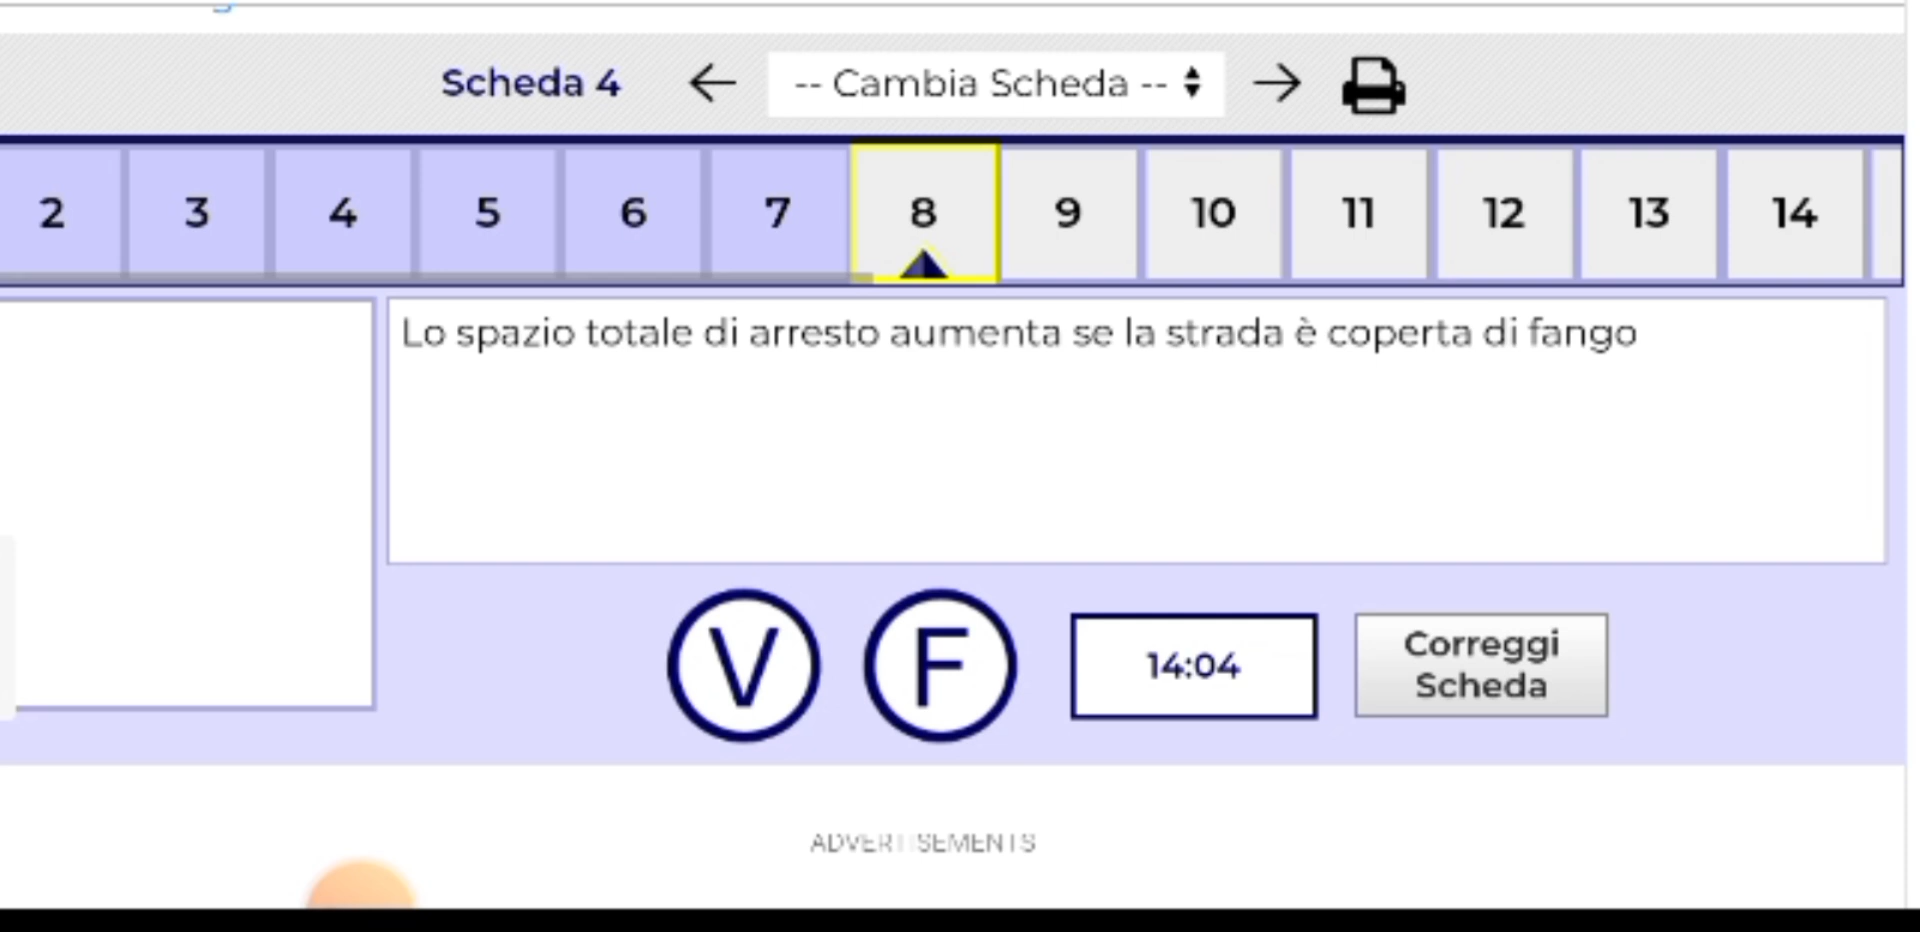 Scheda 4
-- Cambia Scheda --
2 3 4 5 6 7 8 9 10 11 12 13 14
Lo spazio totale di arresto aumenta se la strada è coperta di fango
V F
14:04
Correggi
Scheda
ADVERTISEMENTS